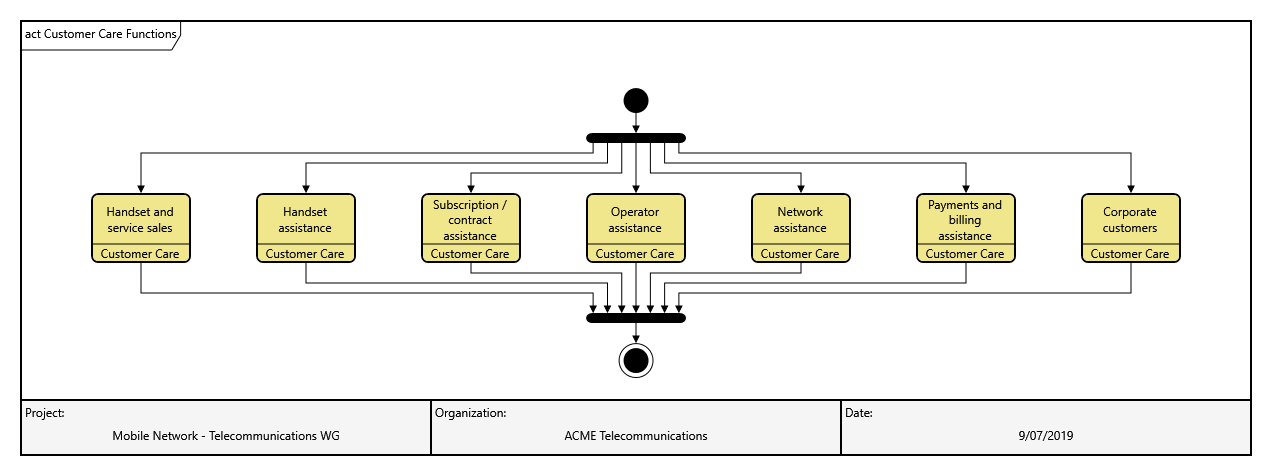 act Customer Care Functions
Handset and
service sales
Customer Care
Handset
assistance
Customer Care
Subscription /
contract
assistance
Customer Care
Operator
assistance
Customer Care
Network
assistance
Customer Care
Payments and
billing
assistance
Customer Care
Corporate
customers
Customer Care
Project:
Mobile Network - Telecommunications WG
Organization:
ACME Telecommunications
Date:
9/07/2019